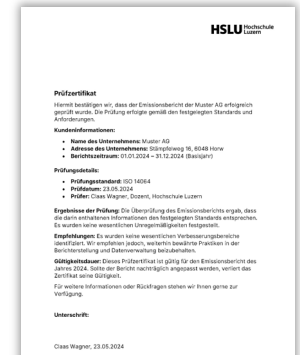 HSLU Hochschule
Luzern
Prüfzertifikat
Hiermit bestätigen wir, dass der Emissionsbericht der Muster AG erfolgreich
geprüft wurde. Die Prüfung erfolgte gemäß den festgelegten Standards und
Anforderungen.
Kundeninformationen:
• Name des Unternehmens: Muster AG
• Adresse des Unternehmens: Stämpfelweg 16, 6048 Horw
• Berichtszeitraum: 01.01.2024 – 31.12.2024 (Basisjahr)
Prüfungsdetails:
• Prüfungsstandard: ISO 14064
• Prüfdatum: 23.05.2024
• Prüfer: Claas Wagner, Dozent, Hochschule Luzern
Ergebnisse der Prüfung: Die Überprüfung des Emissionsberichts ergab, dass
die darin enthaltenen Informationen den festgelegten Standards entsprechen.
Es wurden keine wesentlichen Unregelmäßigkeiten festgestellt.
Empfehlungen: Es wurden keine wesentlichen Verbesserungsbereiche
identifiziert. Wir empfehlen jedoch, weiterhin bewährte Praktiken in der
Berichterstellung und Datenverwaltung beizubehalten.
Gültigkeitsdauer: Dieses Prüfzertifikat ist gültig für den Emissionsbericht des
Jahres 2024. Sollte der Bericht nachträglich angepasst werden, verliert das
Zertifikat seine Gültigkeit.
Für weitere Informationen oder Rückfragen stehen wir Ihnen gerne zur
Verfügung.
Unterschrift:
Claas Wagner, 23.05.2024